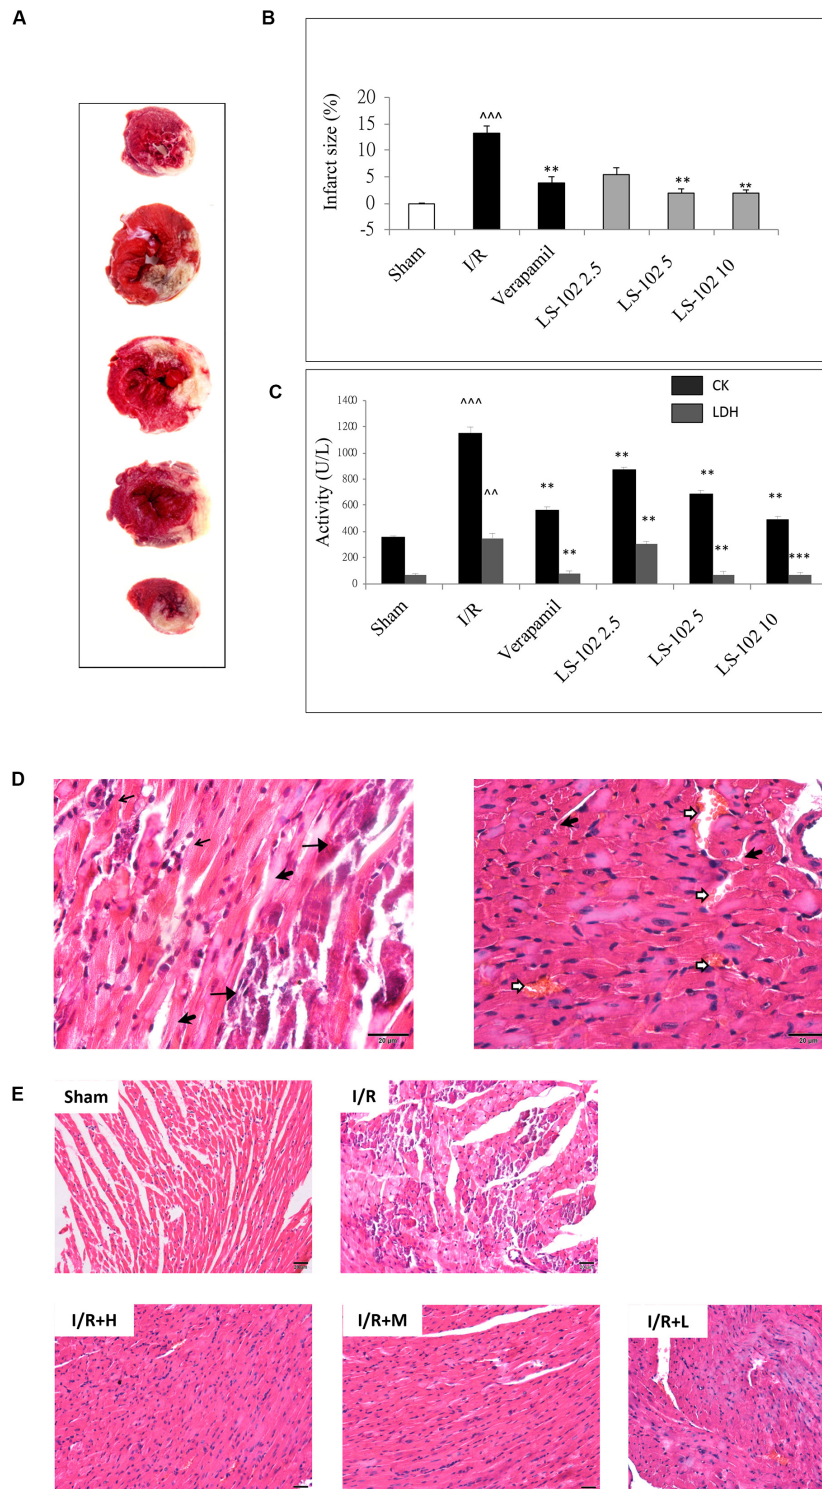 A
B
Infarct size (%)
20
15
10
5
0
-5
^^^
**
**
**
Sham
I/R
Verapamil
LS-102 2.5
LS-102 5
LS-102 10
C
CK
LDH
Activity (U/L)
1400
1200
1000
800
600
400
200
0
^^^
^^
**
**
**
**
**
**
**
***
Sham
I/R
Verapamil
LS-102 2.5
LS-102 5
LS-102 10
D
20 µm
20 µm
E
Sham
I/R
I/R+H
I/R+M
I/R+L